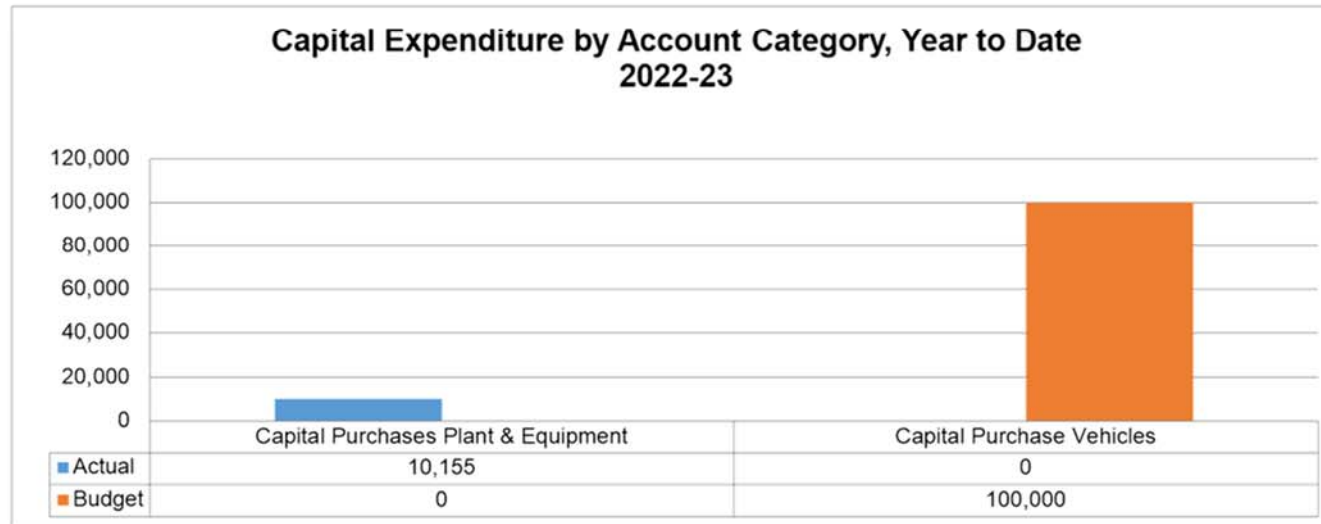 Capital Expenditure by Account Category, Year to Date
2022-23
120,000
100,000
80,000
60,000
40,000
20,000
0
Capital Purchases Plant & Equipment Capital Purchase Vehicles
Actual 10,155 0
Budget 0 100,000